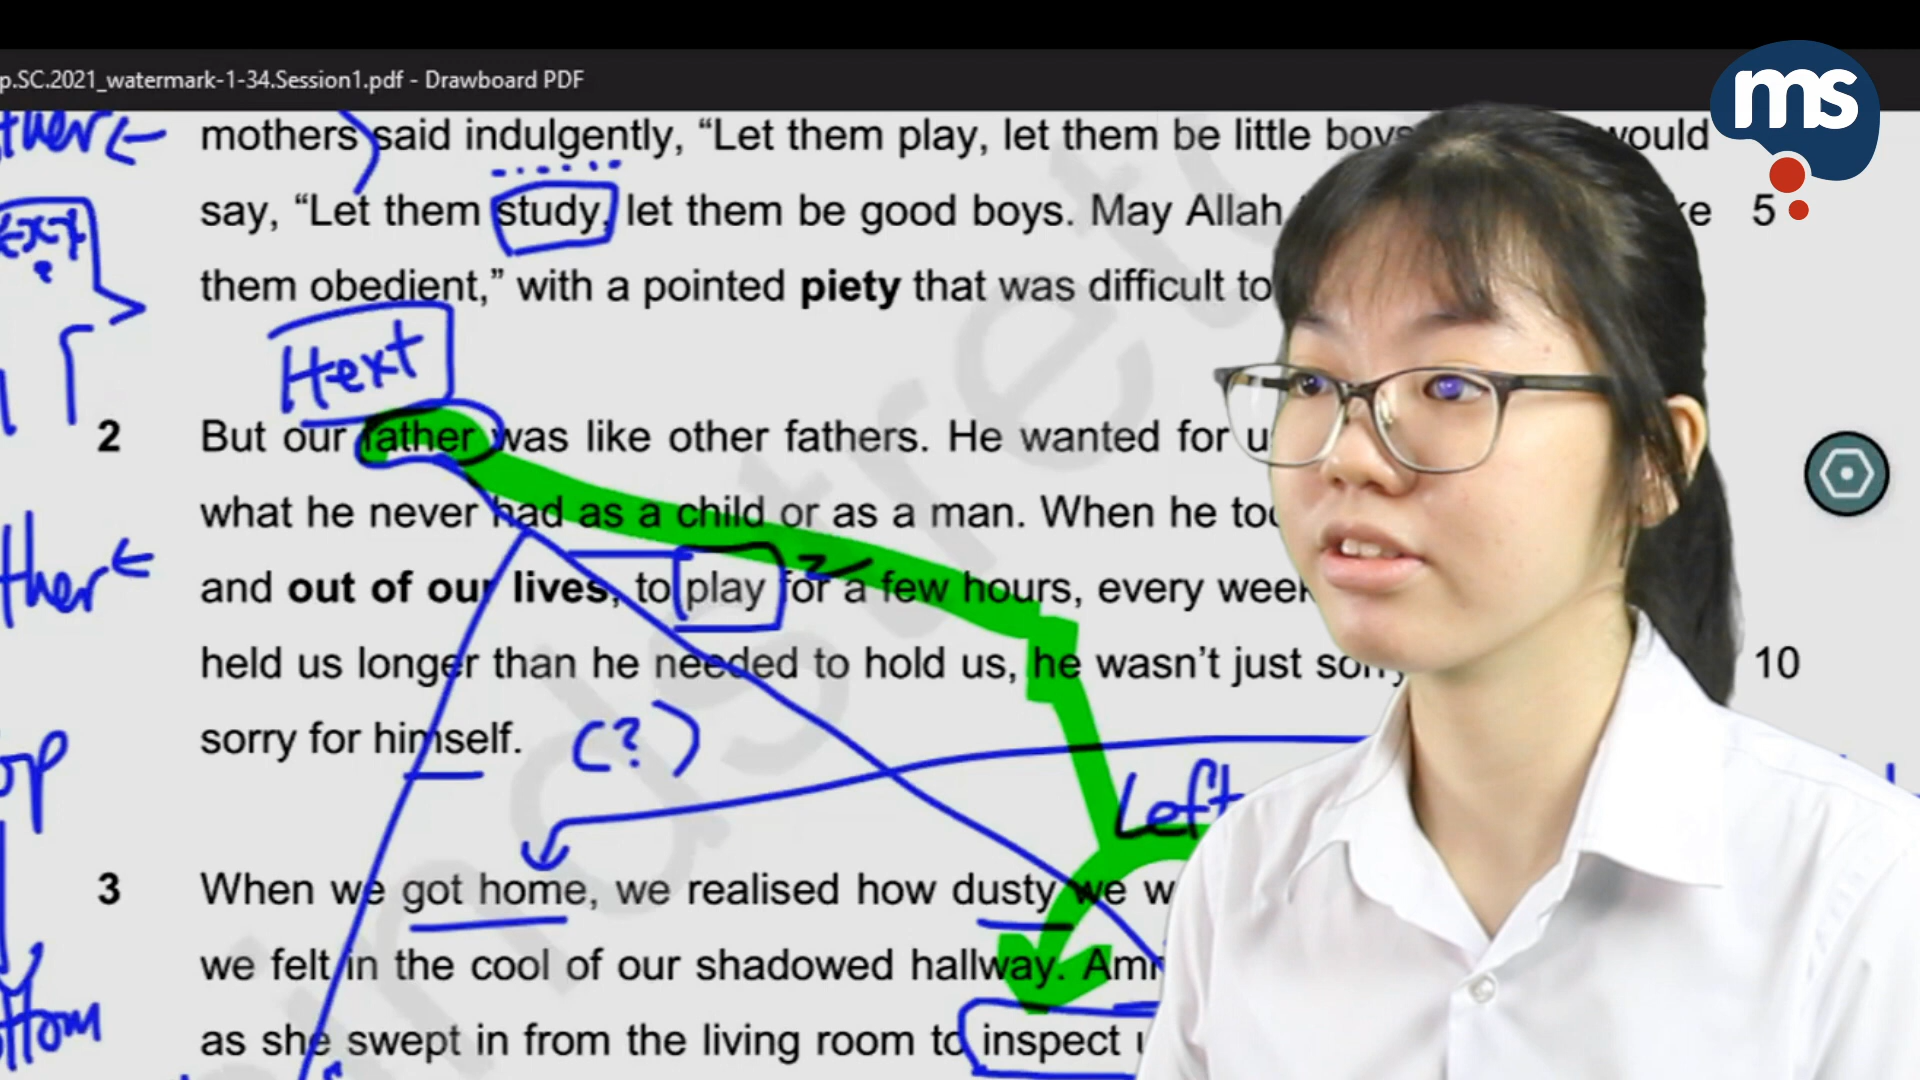 p.SC.2021_watermark-1-34.Session1.pdf - Drawboard PDF
ms
mothers said indulgently, “Let them play, let them be little boys would
say, “Let them study, let them be good boys. May Allah 5
them obedient,” with a pointed piety that was difficult to
Htext
2 But our father was like other fathers. He wanted for
what he never had as a child or as a man. When he
and out of our lives, to play for a few hours, every week
held us longer than he needed to hold us, he wasn’t just 10
sorry for himself. (?)
Left
3 When we got home, we realised how dusty we
we felt in the cool of our shadowed hallway.
as she swept in from the living room to inspect